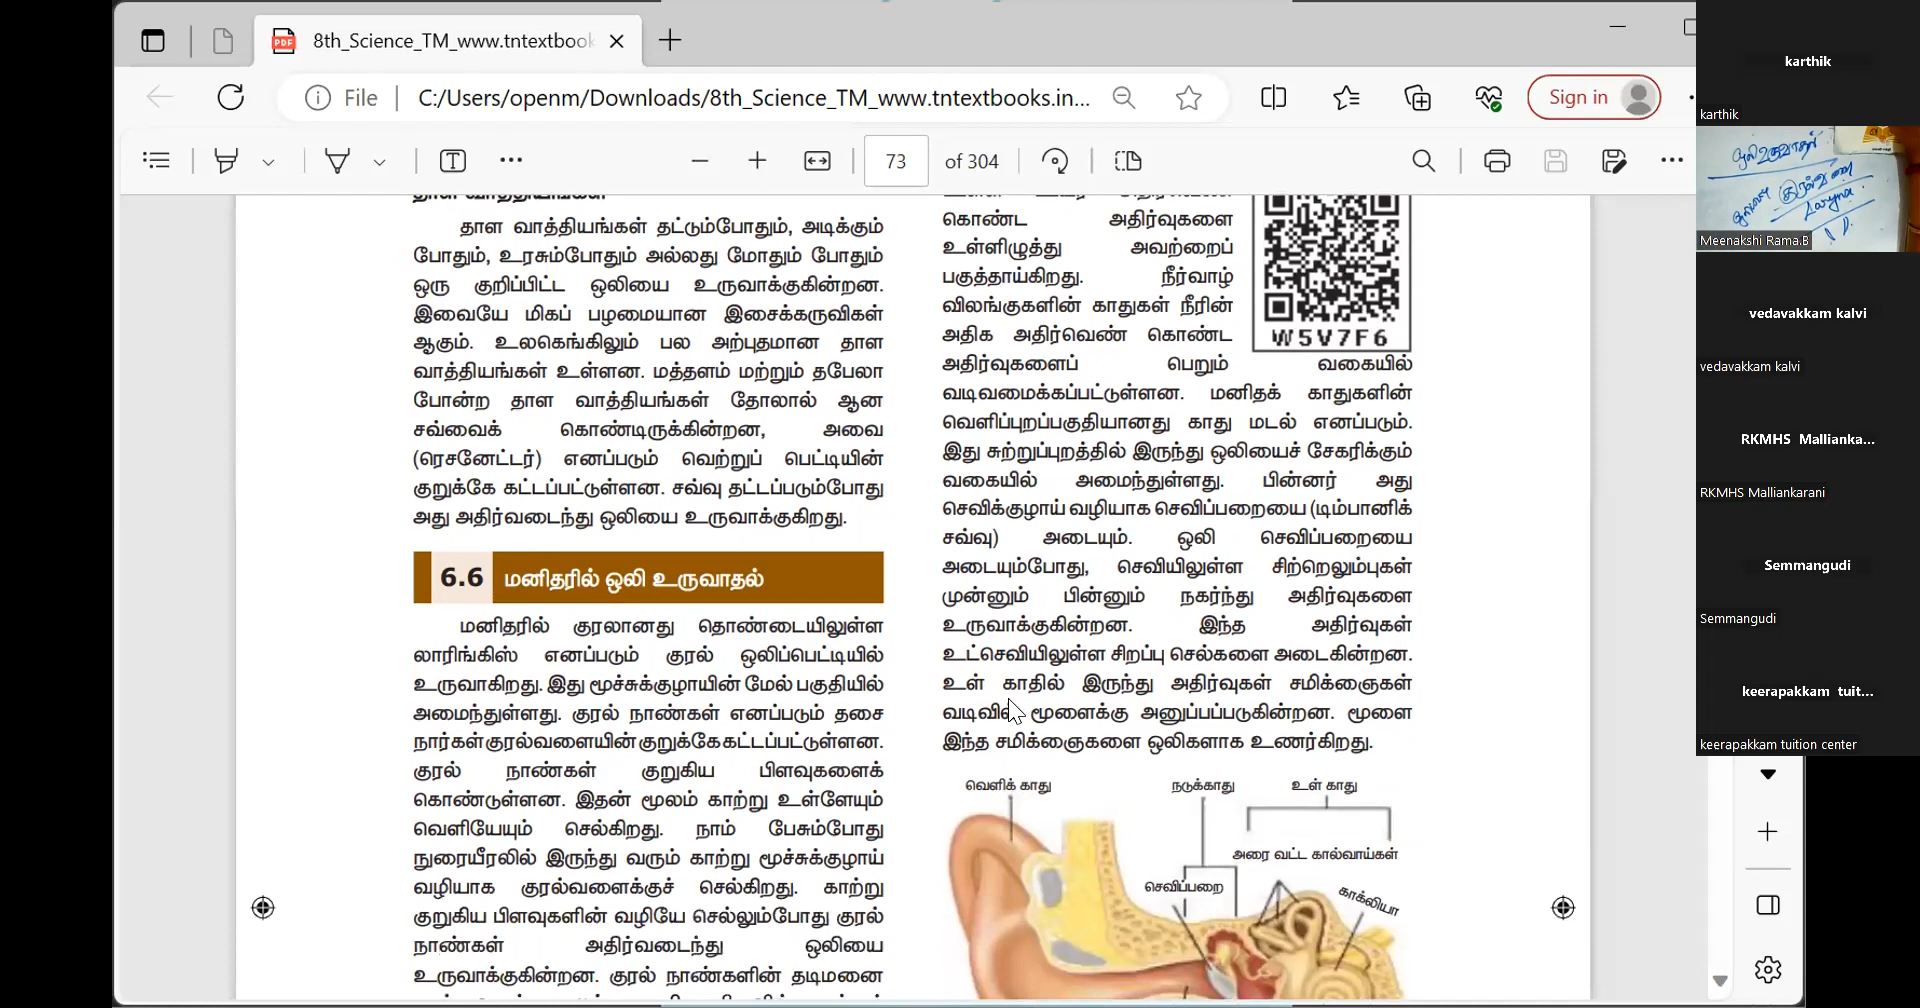 8th_Science_TM_www.tntextbook
File
C:/Users/openm/Downloads/8th_Science_TM_www.tntextbooks.in...
Sign in
73 of 304
தாள வாத்தியங்கள்
தாள வாத்தியங்கள் தட்டும்போதும், அடிக்கும்
போதும், உரசும்போதும் அல்லது மோதும் போதும்
ஒரு குறிப்பிட்ட ஒலியை உருவாக்குகின்றன.
இவையே மிகப் பழமையான இசைக்கருவிகள்
ஆகும். உலகெங்கிலும் பல அற்புதமான தாள
வாத்தியங்கள் உள்ளன. மத்தளம் மற்றும் தபேலா
போன்ற தாள வாத்தியங்கள் தோலால் ஆன
சவ்வைக் கொண்டிருக்கின்றன, அவை
(ரெசனேட்டர்) எனப்படும் வெற்றுப் பெட்டியின்
குறுக்கே கட்டப்பட்டுள்ளன. சவ்வு தட்டப்படும்போது
அது அதிர்வடைந்து ஒலியை உருவாக்குகிறது.
6.6 மனிதரில் ஒலி உருவாதல்
மனிதரில் குரலானது தொண்டையிலுள்ள
லாரிங்கிஸ் எனப்படும் குரல் ஒலிப்பெட்டியில்
உருவாகிறது. இது மூச்சுக்குழாயின் மேல் பகுதியில்
அமைந்துள்ளது. குரல் நாண்கள் எனப்படும் தசை
நார்கள் குரல்வளையின் குறுக்கே கட்டப்பட்டுள்ளன.
குரல் நாண்கள் குறுகிய பிளவுகளைக்
கொண்டுள்ளன. இதன் மூலம் காற்று உள்ளேயும்
வெளியேயும் செல்கிறது. நாம் பேசும்போது
நுரையீரலில் இருந்து வரும் காற்று மூச்சுக்குழாய்
வழியாக குரல்வளைக்குச் செல்கிறது. காற்று
குறுகிய பிளவுகளின் வழியே செல்லும்போது குரல்
நாண்கள் அதிர்வடைந்து ஒலியை
உருவாக்குகின்றன. குரல் நாண்களின் தடிமனை
கொண்ட அதிர்வுகளை
உள்ளிழுத்து அவற்றைப்
பகுத்தாய்கிறது. நீர்வாழ்
விலங்குகளின் காதுகள் நீரின்
அதிக அதிர்வெண் கொண்ட
அதிர்வுகளைப் பெறும் வகையில்
வடிவமைக்கப்பட்டுள்ளன. மனிதக் காதுகளின்
வெளிப்புறப்பகுதியானது காது மடல் எனப்படும்.
இது சுற்றுப்புறத்தில் இருந்து ஒலியைச் சேகரிக்கும்
வகையில் அமைந்துள்ளது. பின்னர் அது
செவிக்குழாய் வழியாக செவிப்பறையை (டிம்பானிக்
சவ்வு) அடையும். ஒலி செவிப்பறையை
அடையும்போது, செவியிலுள்ள சிற்றெலும்புகள்
முன்னும் பின்னும் நகர்ந்து அதிர்வுகளை
உருவாக்குகின்றன. இந்த அதிர்வுகள்
உட்செவியிலுள்ள சிறப்பு செல்களை அடைகின்றன.
உள் காதில் இருந்து அதிர்வுகள் சமிக்ஞைகள்
வடிவில் மூளைக்கு அனுப்பப்படுகின்றன. மூளை
இந்த சமிக்ஞைகளை ஒலிகளாக உணர்கிறது.
W5V7F6
வெளிக் காது
நடுக்காது
உள் காது
அரை வட்ட கால்வாய்கள்
செவிப்பறை
காக்லியா
karthik
karthik
ஒலி உருவாதல்
குரல்வளை
Meenakshi Rama.B
vedavakkam kalvi
vedavakkam kalvi
RKMHS Mallianka...
RKMHS Malliankarani
Semmangudi
Semmangudi
keerapakkam tuit...
keerapakkam tuition center